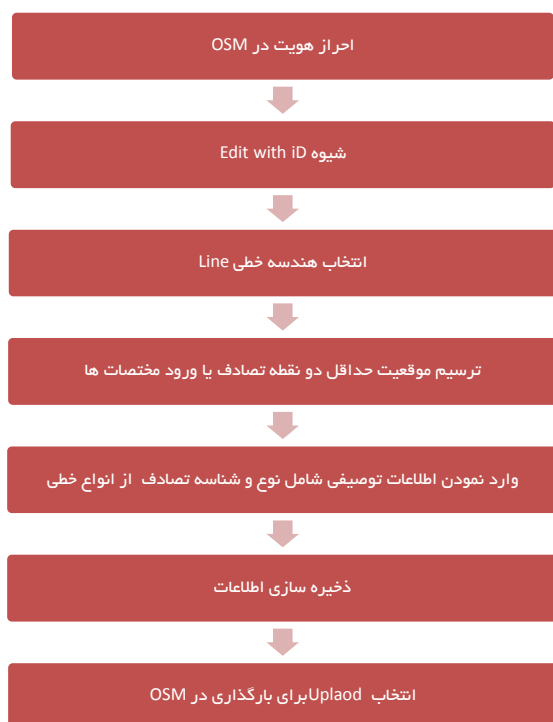 احراز هویت در OSM
شیوه Edit with iD
انتخاب هندسه خطی Line
ترسیم موقعیت حداقل دو نقطه تصادف یا ورود مختصات ها
وارد نمودن اطلاعات توصیفی شامل نوع و شناسه تصادف از انواع خطی
ذخیره سازی اطلاعات
انتخاب Uplaodبرای بارگذاری در OSM